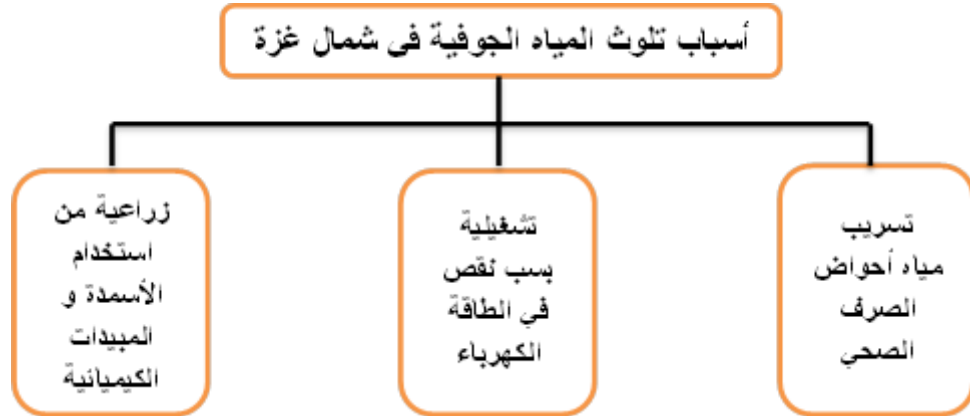 أسباب تلوث المياه الجوفية فى شمال غزة
تسريب
مياه أحواض
الصرف
الصحي
تشغيلية
بسب نقص
في الطاقة
الكهرباء
زراعية من
استخدام
الأسمدة و
المبيدات
الكيميائية